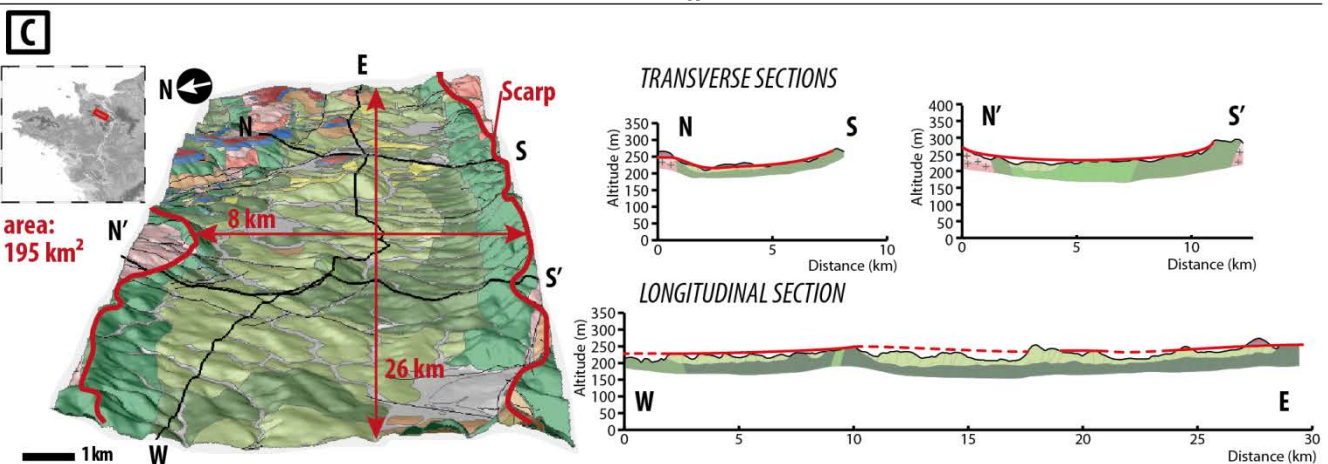 C
N
E
N
Scarp
S
area:
195 km²
N'
8 km
S'
26 km
W
1 km
TRANSVERSE SECTIONS
Altitude (m)
350
300
250
200
150
100
50
0
N
S
0
5
10
Distance (km)
Altitude (m)
400
350
300
250
200
150
100
50
0
N'
S'
0
5
10
Distance (km)
LONGITUDINAL SECTION
Altitude (m)
350
300
250
200
150
100
50
0
W
E
0
5
10
15
20
25
30
Distance (km)